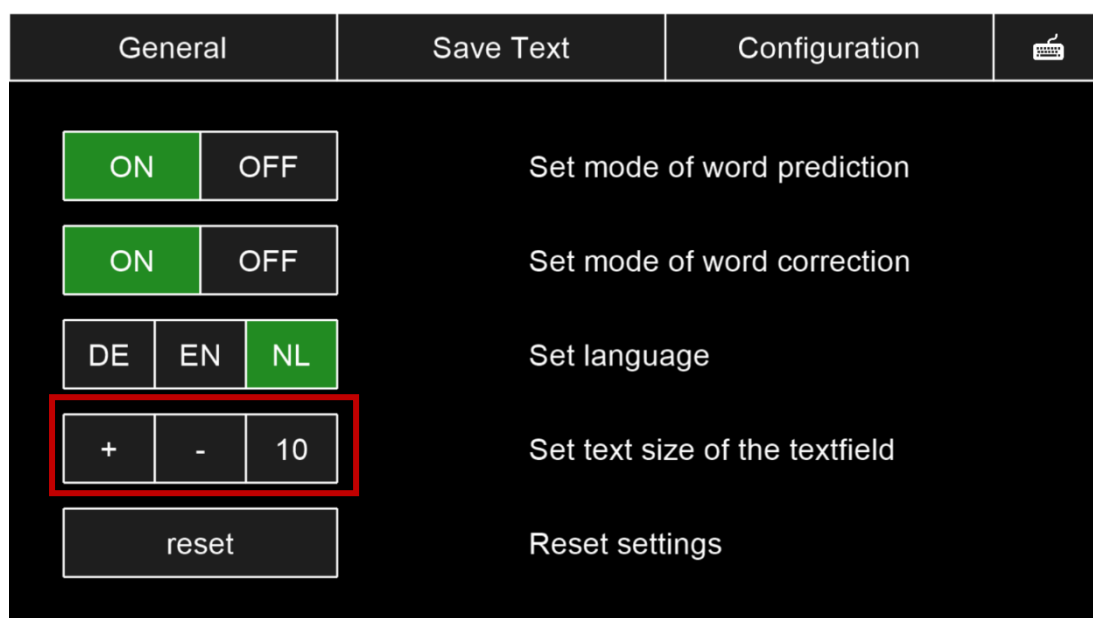 General Save Text Configuration
ON OFF Set mode of word prediction
ON OFF Set mode of word correction
DE EN NL Set language
+ - 10 Set text size of the textfield
reset Reset settings